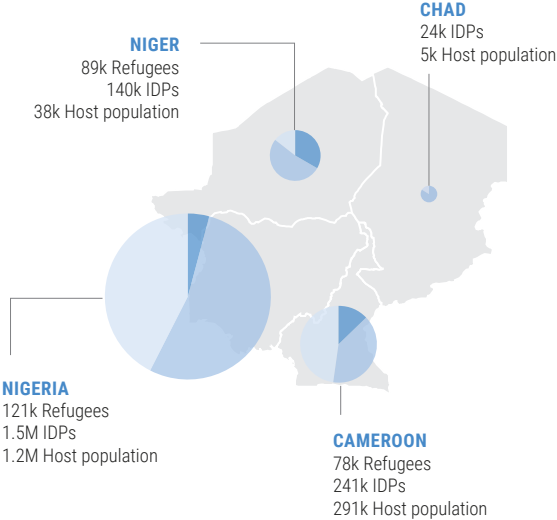 CHAD
24k IDPs
5k Host population
NIGER
89k Refugees
140k IDPs
38k Host population
NIGERIA
121k Refugees
1.5M IDPs
1.2M Host population
CAMEROON
78k Refugees
241k IDPs
291k Host population